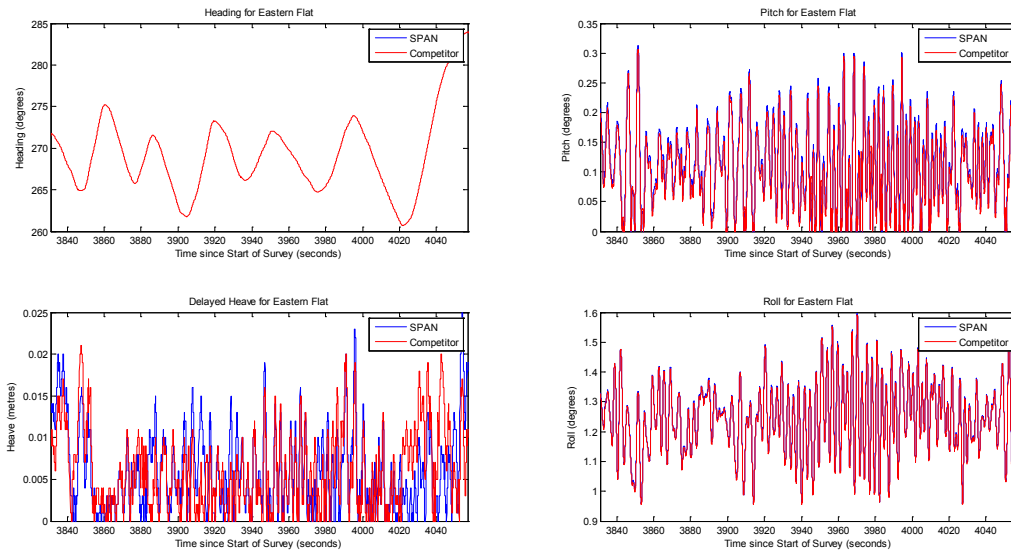 Heading for Eastern Flat
285
280
275
270
265
260
Heading (degrees)
SPAN
Competitor
3840 3860 3880 3900 3920 3940 3960 3980 4000 4020 4040
Time since Start of Survey (seconds)
Pitch for Eastern Flat
0.35
0.3
0.25
0.2
0.15
0.1
0.05
0
Pitch (degrees)
SPAN
Competitor
3840 3860 3880 3900 3920 3940 3960 3980 4000 4020 4040
Time since Start of Survey (seconds)
Delayed Heave for Eastern Flat
0.025
0.02
0.015
0.01
0.005
0
Heave (metres)
SPAN
Competitor
3840 3860 3880 3900 3920 3940 3960 3980 4000 4020 4040
Time since Start of Survey (seconds)
Roll for Eastern Flat
1.6
1.5
1.4
1.3
1.2
1.1
1
0.9
Roll (degrees)
SPAN
Competitor
3840 3860 3880 3900 3920 3940 3960 3980 4000 4020 4040
Time since Start of Survey (seconds)